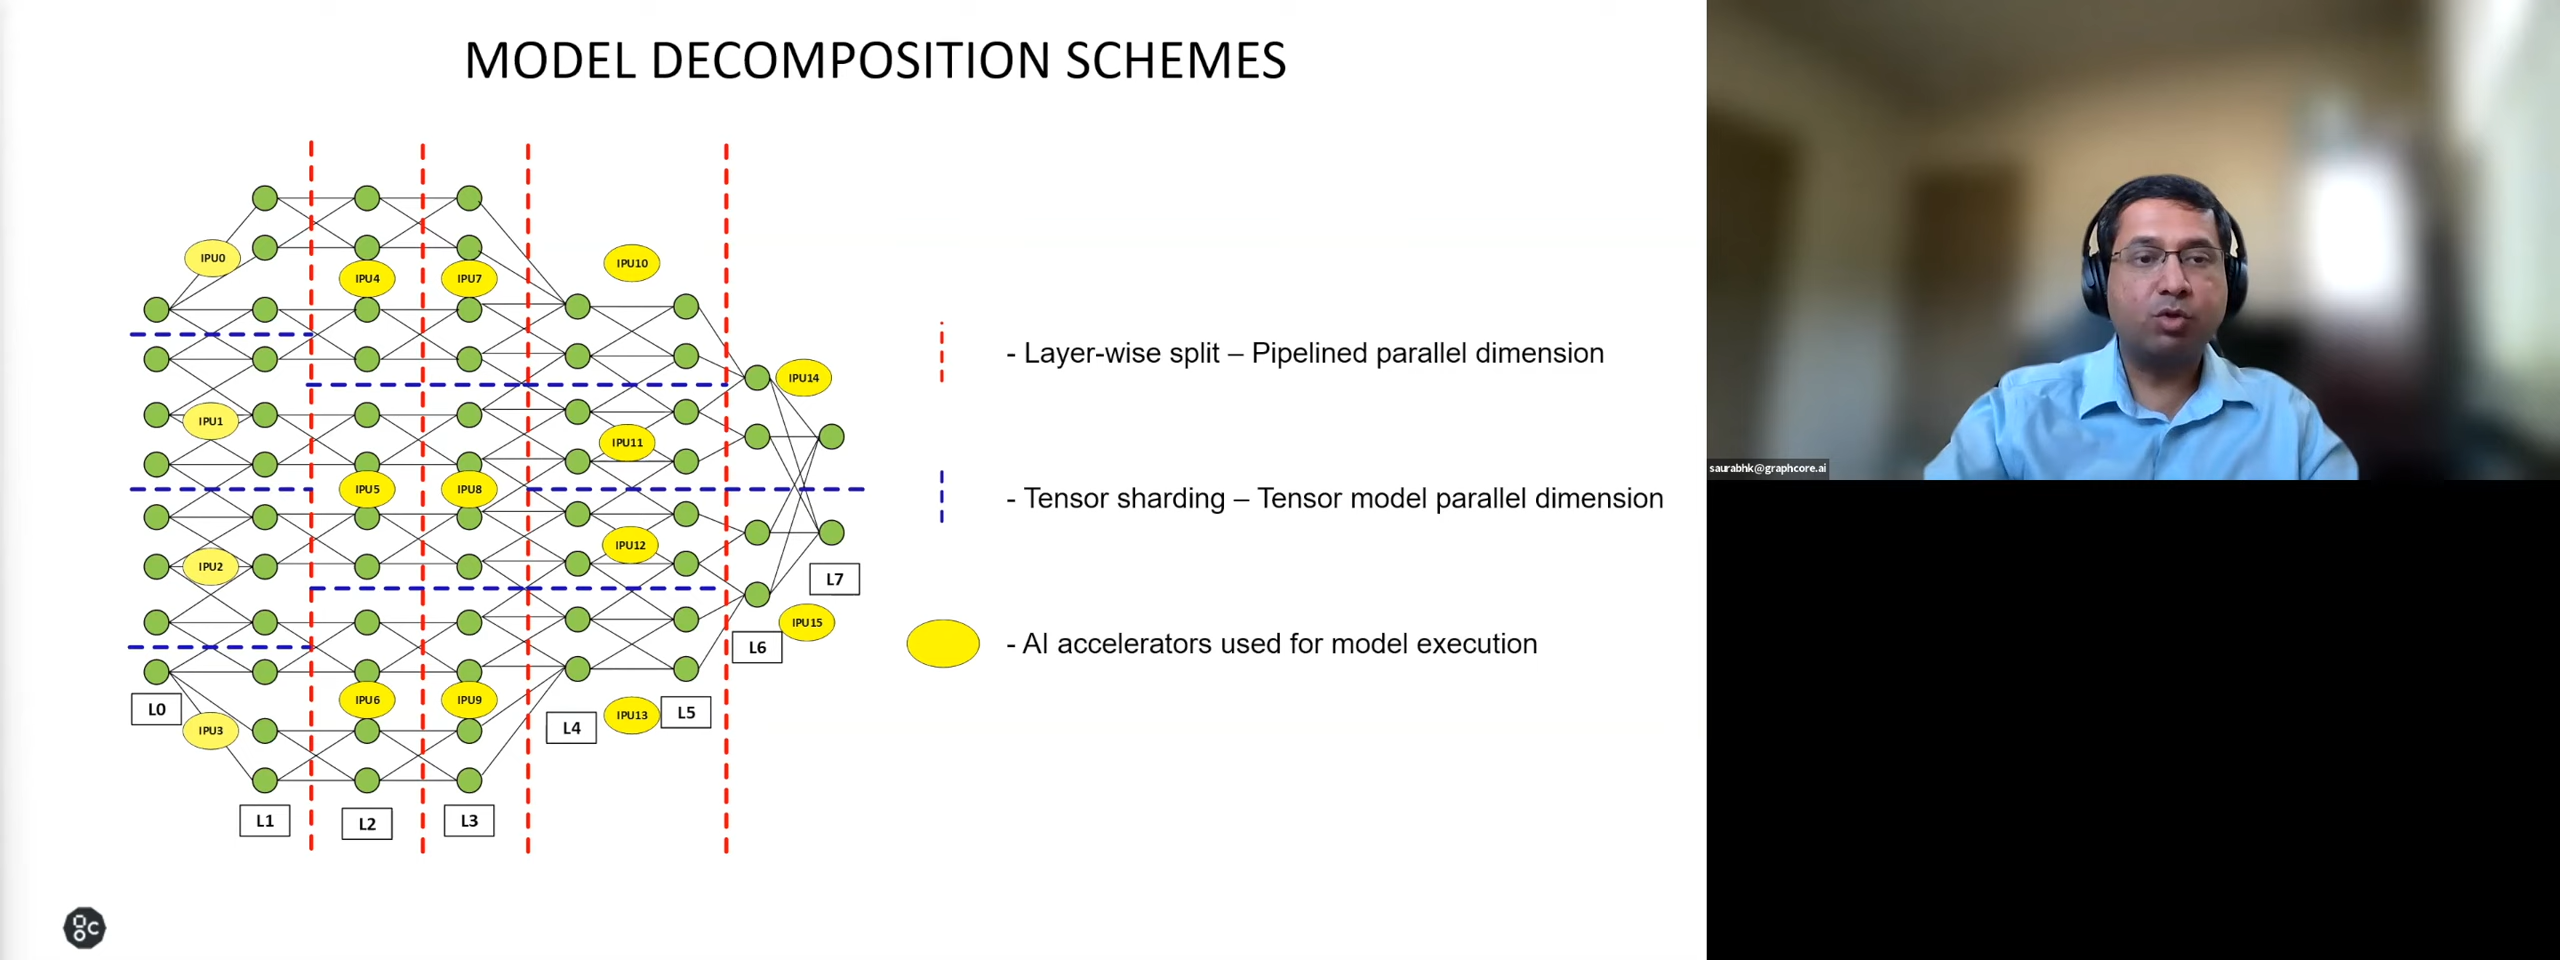 MODEL DECOMPOSITION SCHEMES
IPU0
IPU4
IPU7
IPU10
IPU14
IPU1
IPU11
IPU5
IPU8
IPU12
IPU2
L7
IPU15
L6
IPU6
IPU9
L0
IPU3
IPU13
L5
L4
L1
L2
L3
- Layer-wise split – Pipelined parallel dimension
- Tensor sharding – Tensor model parallel dimension
- AI accelerators used for model execution
gc
saurabhk@graphcore.ai